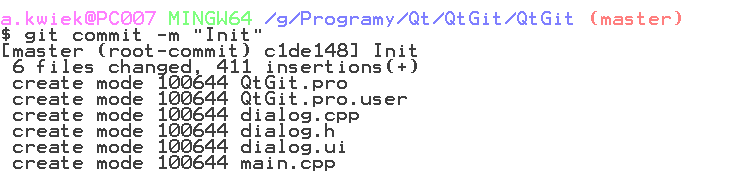 a.kwiek@PC007 MINGW64 /g/Programy/Qt/QtGit/QtGit (master)
$ git commit -m "Init"
[master (root-commit) c1de148] Init
 6 files changed, 411 insertions(+)
 create mode 100644 QtGit.pro
 create mode 100644 QtGit.pro.user
 create mode 100644 dialog.cpp
 create mode 100644 dialog.h
 create mode 100644 dialog.ui
 create mode 100644 main.cpp